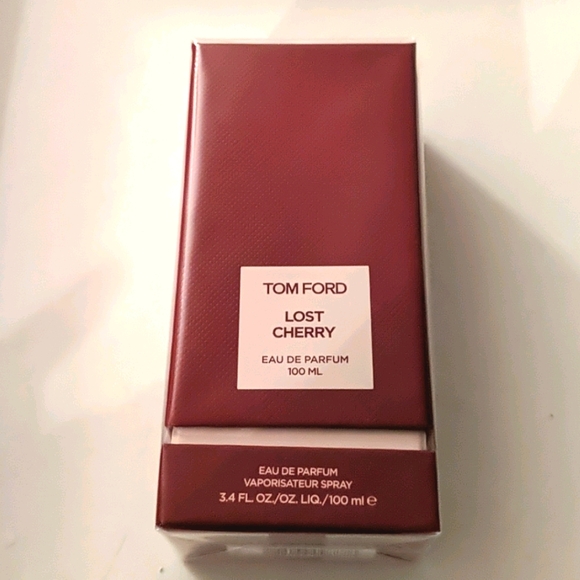 TOM FORD
LOST
CHERRY
EAU DE PARFUM
100 ML
EAU DE PARFUM
VAPORISATEUR SPRAY
3.4 FL. OZ./OZ. LIQ./100 ml ℮